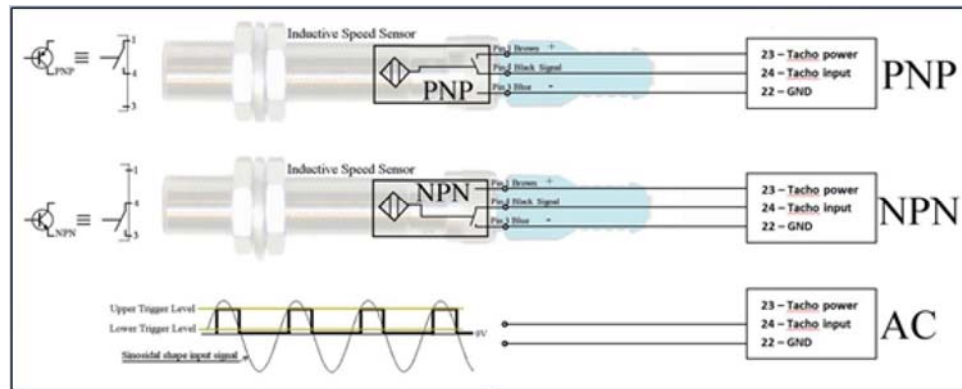 Inductive Speed Sensor
PNP
1
4
3
PNP
Pin 1 Brown +
Pin 4 Black Signal
Pin 3 Blue -
23 – Tacho power
24 – Tacho input
22 – GND
PNP
Inductive Speed Sensor
NPN
1
4
3
NPN
Pin 1 Brown +
Pin 4 Black Signal
Pin 3 Blue -
23 – Tacho power
24 – Tacho input
22 – GND
NPN
Upper Trigger Level
Lower Trigger Level
0V
Sinosidal shape input signal
23 – Tacho power
24 – Tacho input
22 – GND
AC